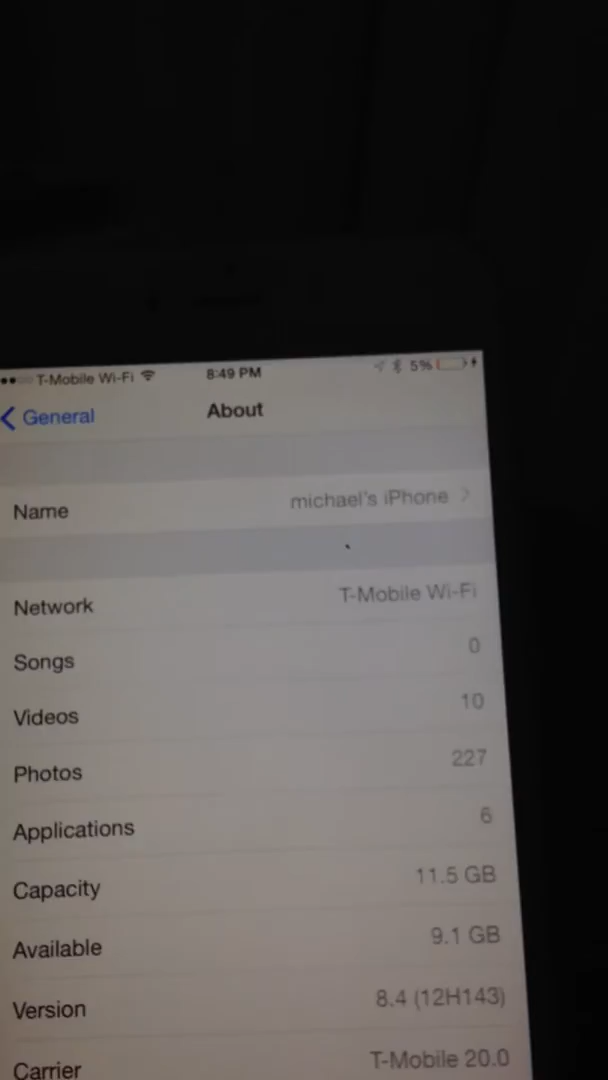 T-Mobile Wi-Fi 8:49 PM 5%
General About
Name michael's iPhone
Network T-Mobile Wi-Fi
Songs 0
Videos 10
Photos 227
Applications 6
Capacity 11.5 GB
Available 9.1 GB
Version 8.4 (12H143)
Carrier T-Mobile 20.0